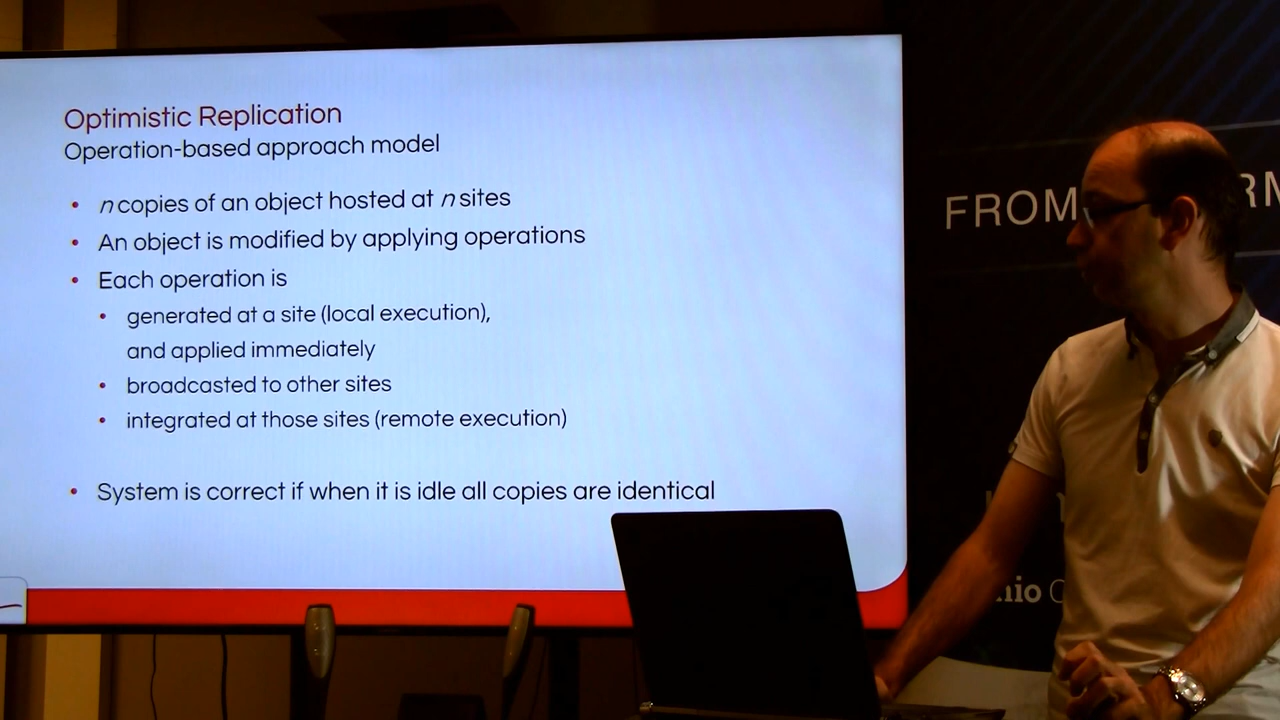 Optimistic Replication
Operation-based approach model
• n copies of an object hosted at n sites
• An object is modified by applying operations
• Each operation is
• generated at a site (local execution),
and applied immediately
• broadcasted to other sites
• integrated at those sites (remote execution)
• System is correct if when it is idle all copies are identical
FROM